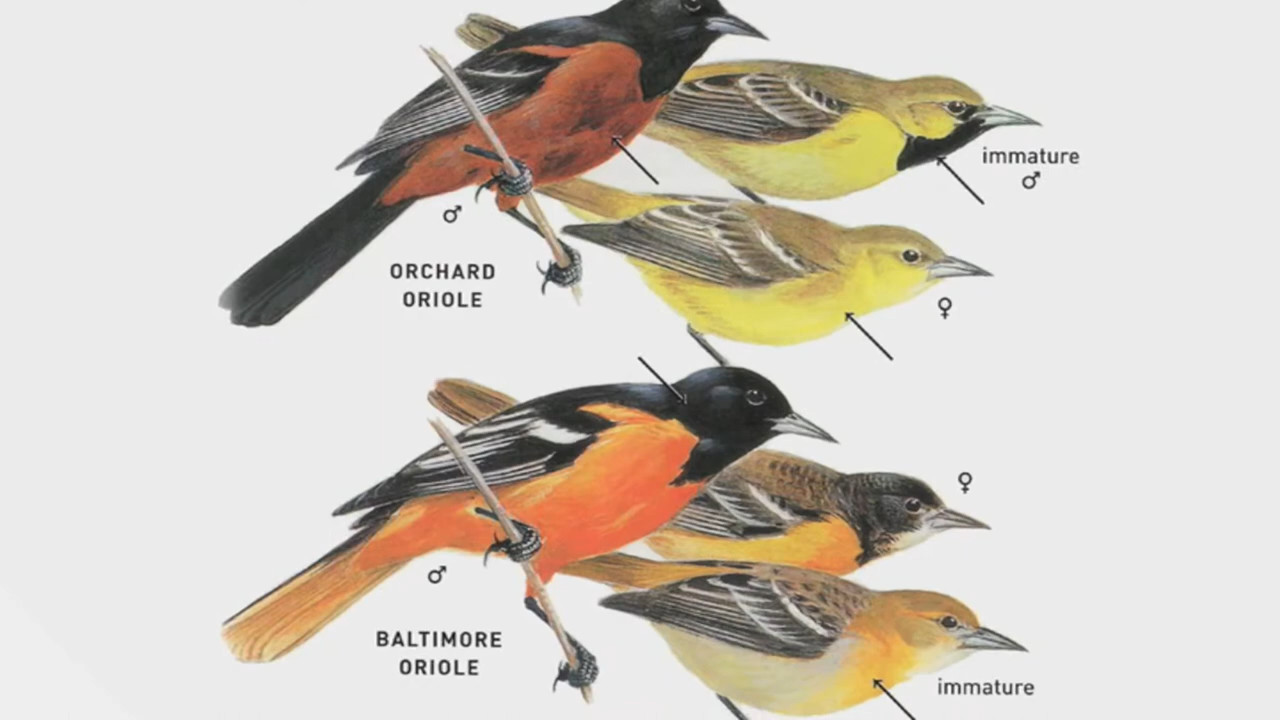 immature
♂
♂
ORCHARD
ORIOLE
♀
♀
♂
BALTIMORE
ORIOLE
immature